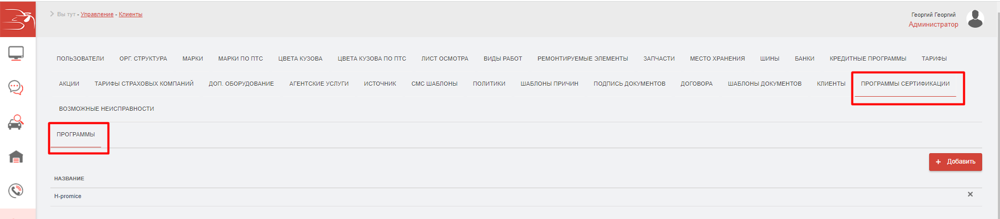 Вы тут - Управление - Клиенты
Георгий Георгий
Администратор
ПОЛЬЗОВАТЕЛИ ОРГ. СТРУКТУРА МАРКИ МАРКИ ПО ПТС ЦВЕТА КУЗОВА ЦВЕТА КУЗОВА ПО ПТС ЛИСТ ОСМОТРА ВИДЫ РАБОТ РЕМОНТИРУЕМЫЕ ЭЛЕМЕНТЫ ЗАПЧАСТИ МЕСТО ХРАНЕНИЯ ШИНЫ БАНКИ КРЕДИТНЫЕ ПРОГРАММЫ ТАРИФЫ
АКЦИИ ТАРИФЫ СТРАХОВЫХ КОМПАНИЙ ДОП. ОБОРУДОВАНИЕ АГЕНТСКИЕ УСЛУГИ ИСТОЧНИК СМС ШАБЛОНЫ ПОЛИТИКИ ШАБЛОНЫ ПРИЧИН ПОДПИСЬ ДОКУМЕНТОВ ДОГОВОРА ШАБЛОНЫ ДОКУМЕНТОВ КЛИЕНТЫ ПРОГРАММЫ СЕРТИФИКАЦИИ
ВОЗМОЖНЫЕ НЕИСПРАВНОСТИ
ПРОГРАММЫ
+ Добавить
НАЗВАНИЕ
H-promice